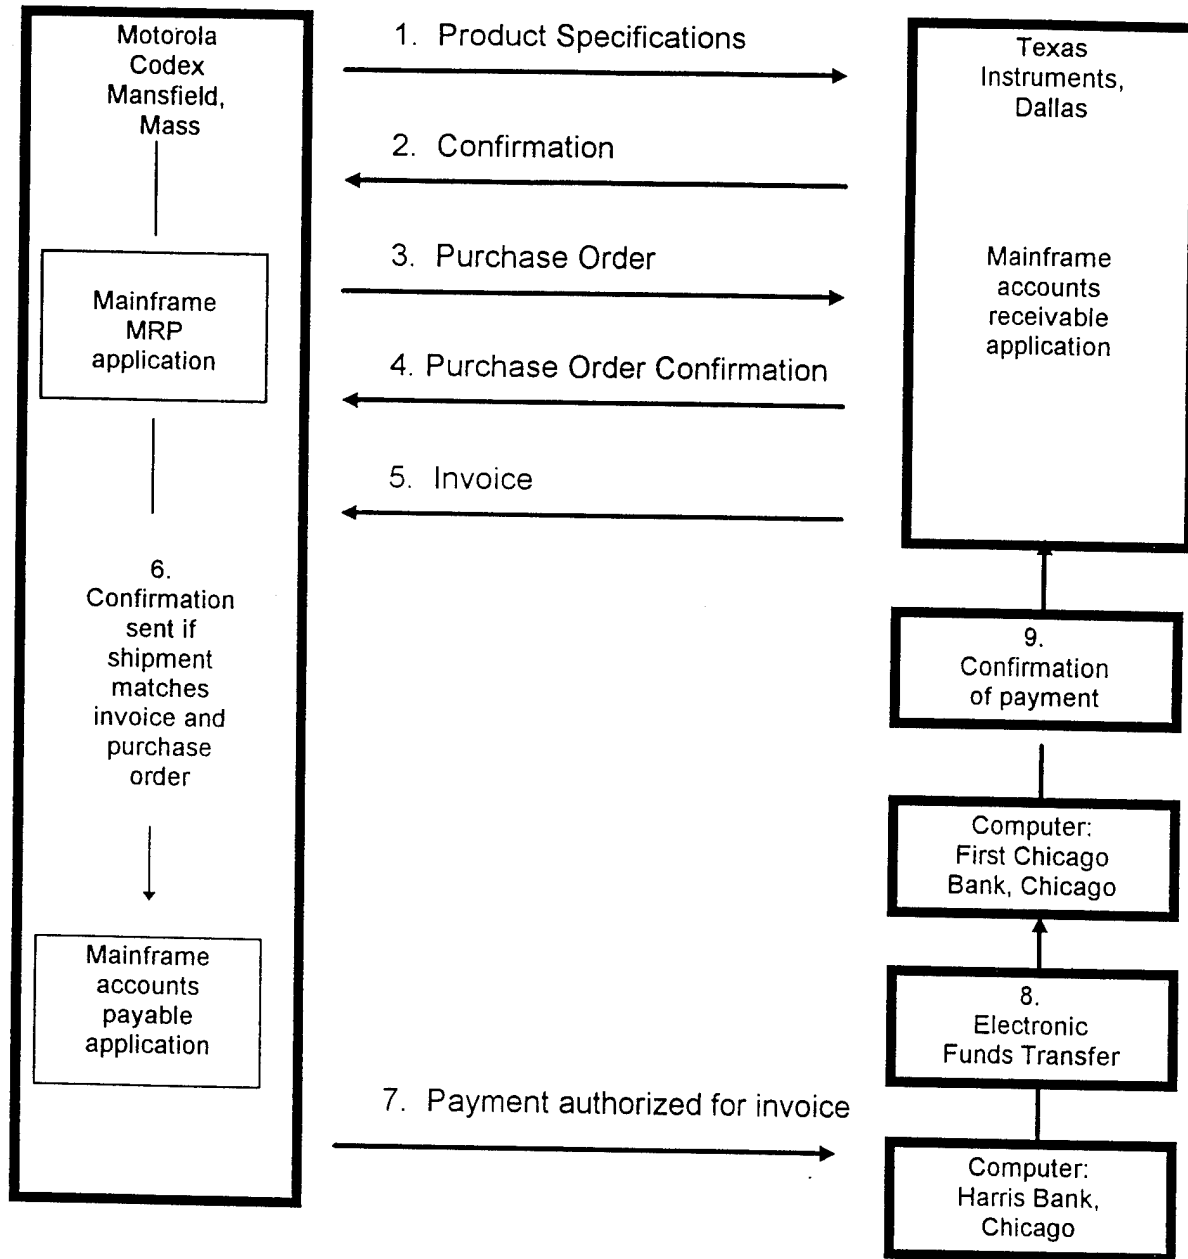 Motorola
Codex
Mansfield,
Mass
Mainframe
MRP
application
6.
Confirmation
sent if
shipment
matches
invoice and
purchase
order
Mainframe
accounts
payable
application
1. Product Specifications
2. Confirmation
3. Purchase Order
4. Purchase Order Confirmation
5. Invoice
7. Payment authorized for invoice
Texas
Instruments,
Dallas
Mainframe
accounts
receivable
application
9.
Confirmation
of payment
Computer:
First Chicago
Bank, Chicago
8.
Electronic
Funds Transfer
Computer:
Harris Bank,
Chicago